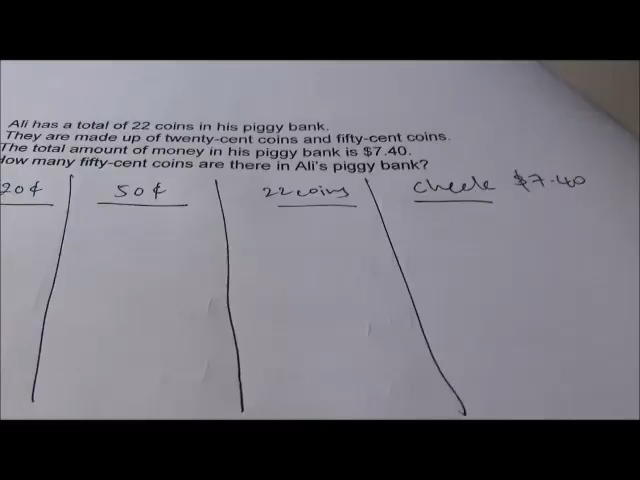 Ali has a total of 22 coins in his piggy bank.
They are made up of twenty-cent coins and fifty-cent coins.
The total amount of money in his piggy bank is $7.40.
How many fifty-cent coins are there in Ali's piggy bank?
20¢ 50¢ 22 coins Check $7.40